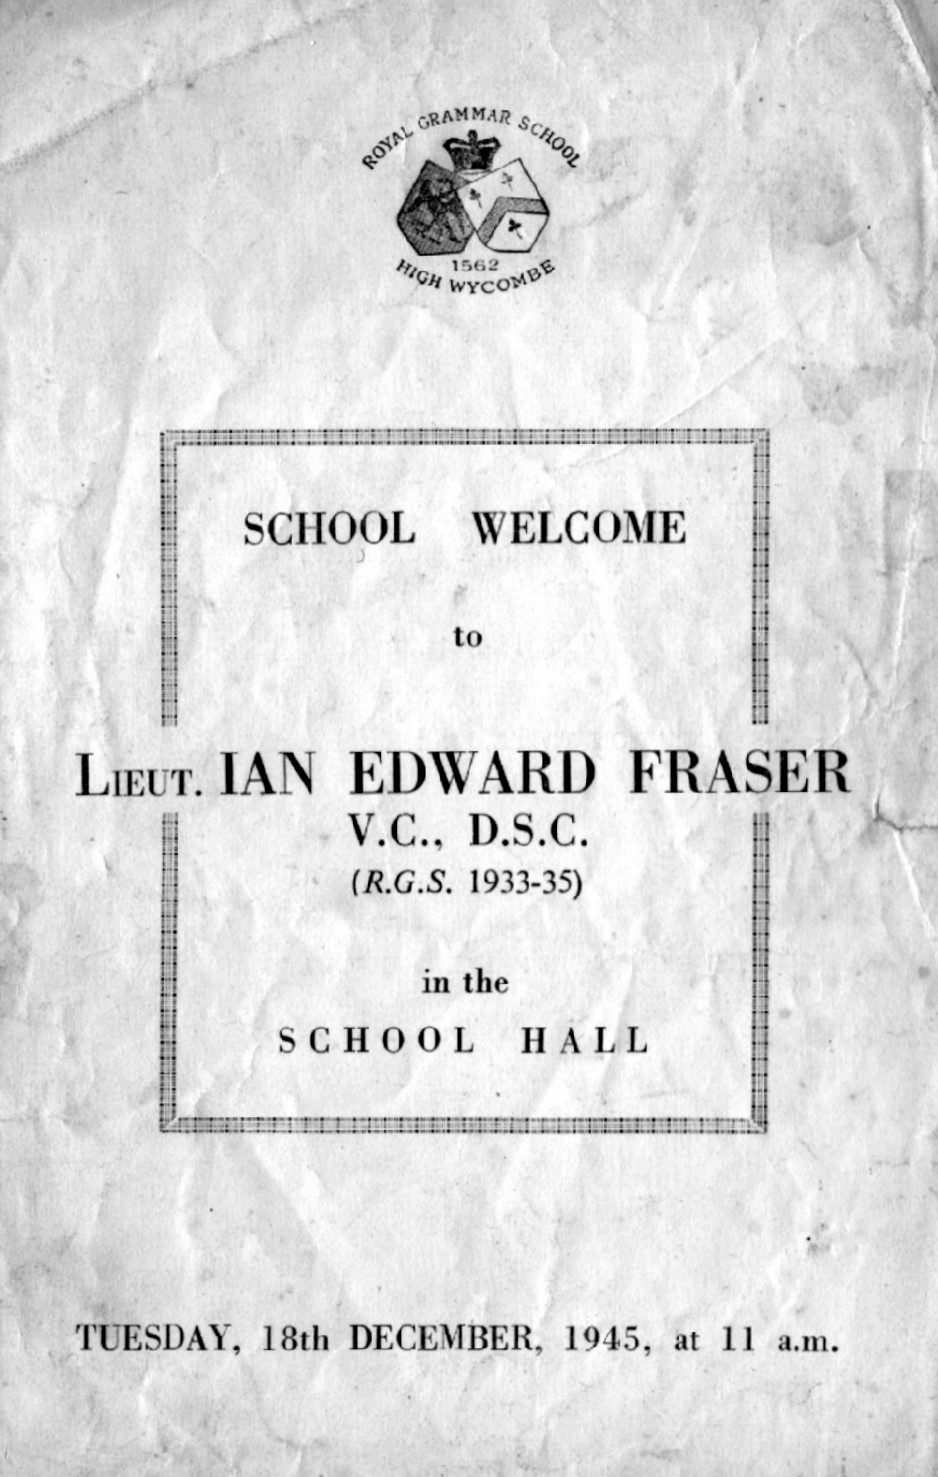 ROYAL GRAMMAR SCHOOL
1562
HIGH WYCOMBE
SCHOOL WELCOME
to
LIEUT. IAN EDWARD FRASER
V.C., D.S.C.
(R.G.S. 1933-35)
in the
SCHOOL HALL
TUESDAY, 18th DECEMBER, 1945, at 11 a.m.